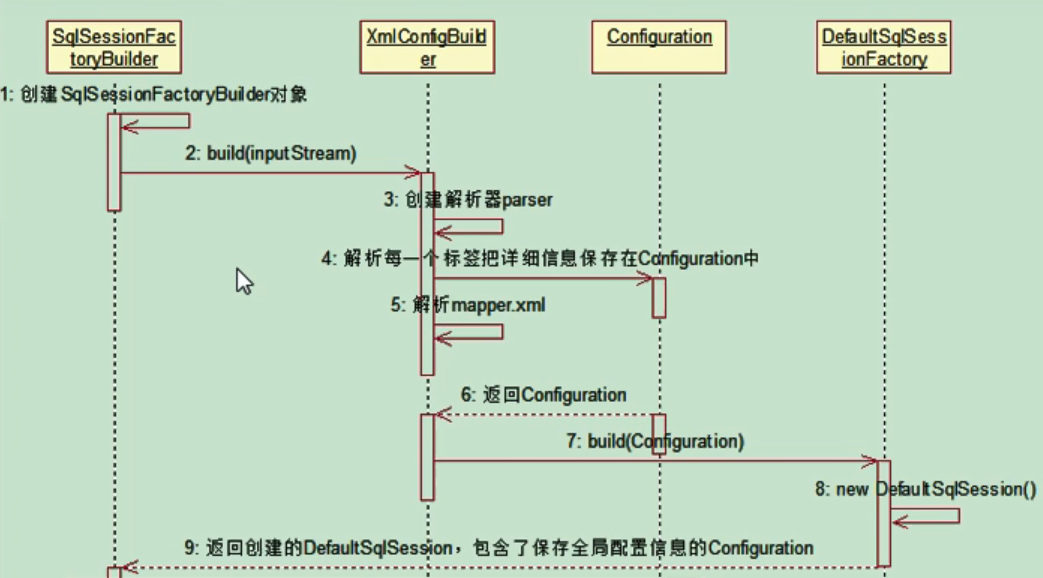 SqlSessionFac
toryBuilder
XmlConfigBuild
er
Configuration
DefaultSqlSess
ionFactory
1: 创建SqlSessionFactoryBuilder对象
2: build(inputStream)
3: 创建解析器parser
4: 解析每一个标签把详细信息保存在Configuration中
5: 解析mapper.xml
6: 返回Configuration
7: build(Configuration)
8: new DefaultSqlSession()
9: 返回创建的DefaultSqlSession，包含了保存全局配置信息的Configuration